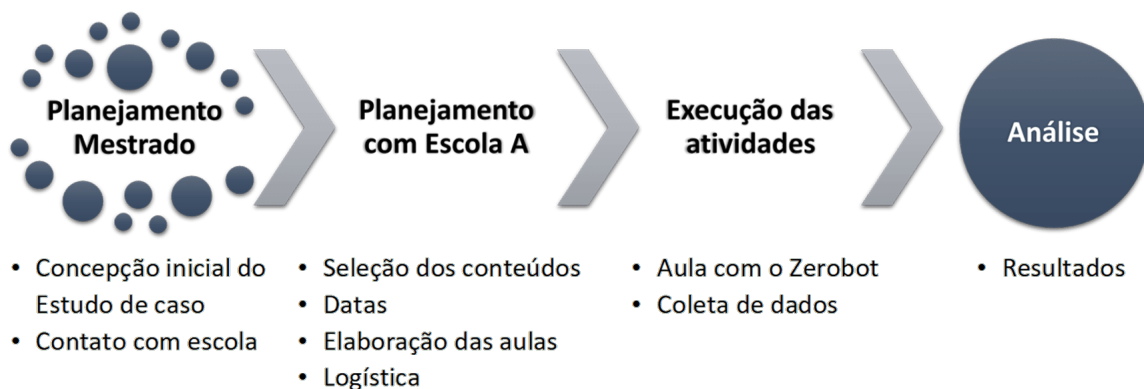 Planejamento
Mestrado
Planejamento
com Escola A
Execução das
atividades
Análise
• Concepção inicial do
Estudo de caso
• Contato com escola
• Seleção dos conteúdos
• Datas
• Elaboração das aulas
• Logística
• Aula com o Zerobot
• Coleta de dados
• Resultados